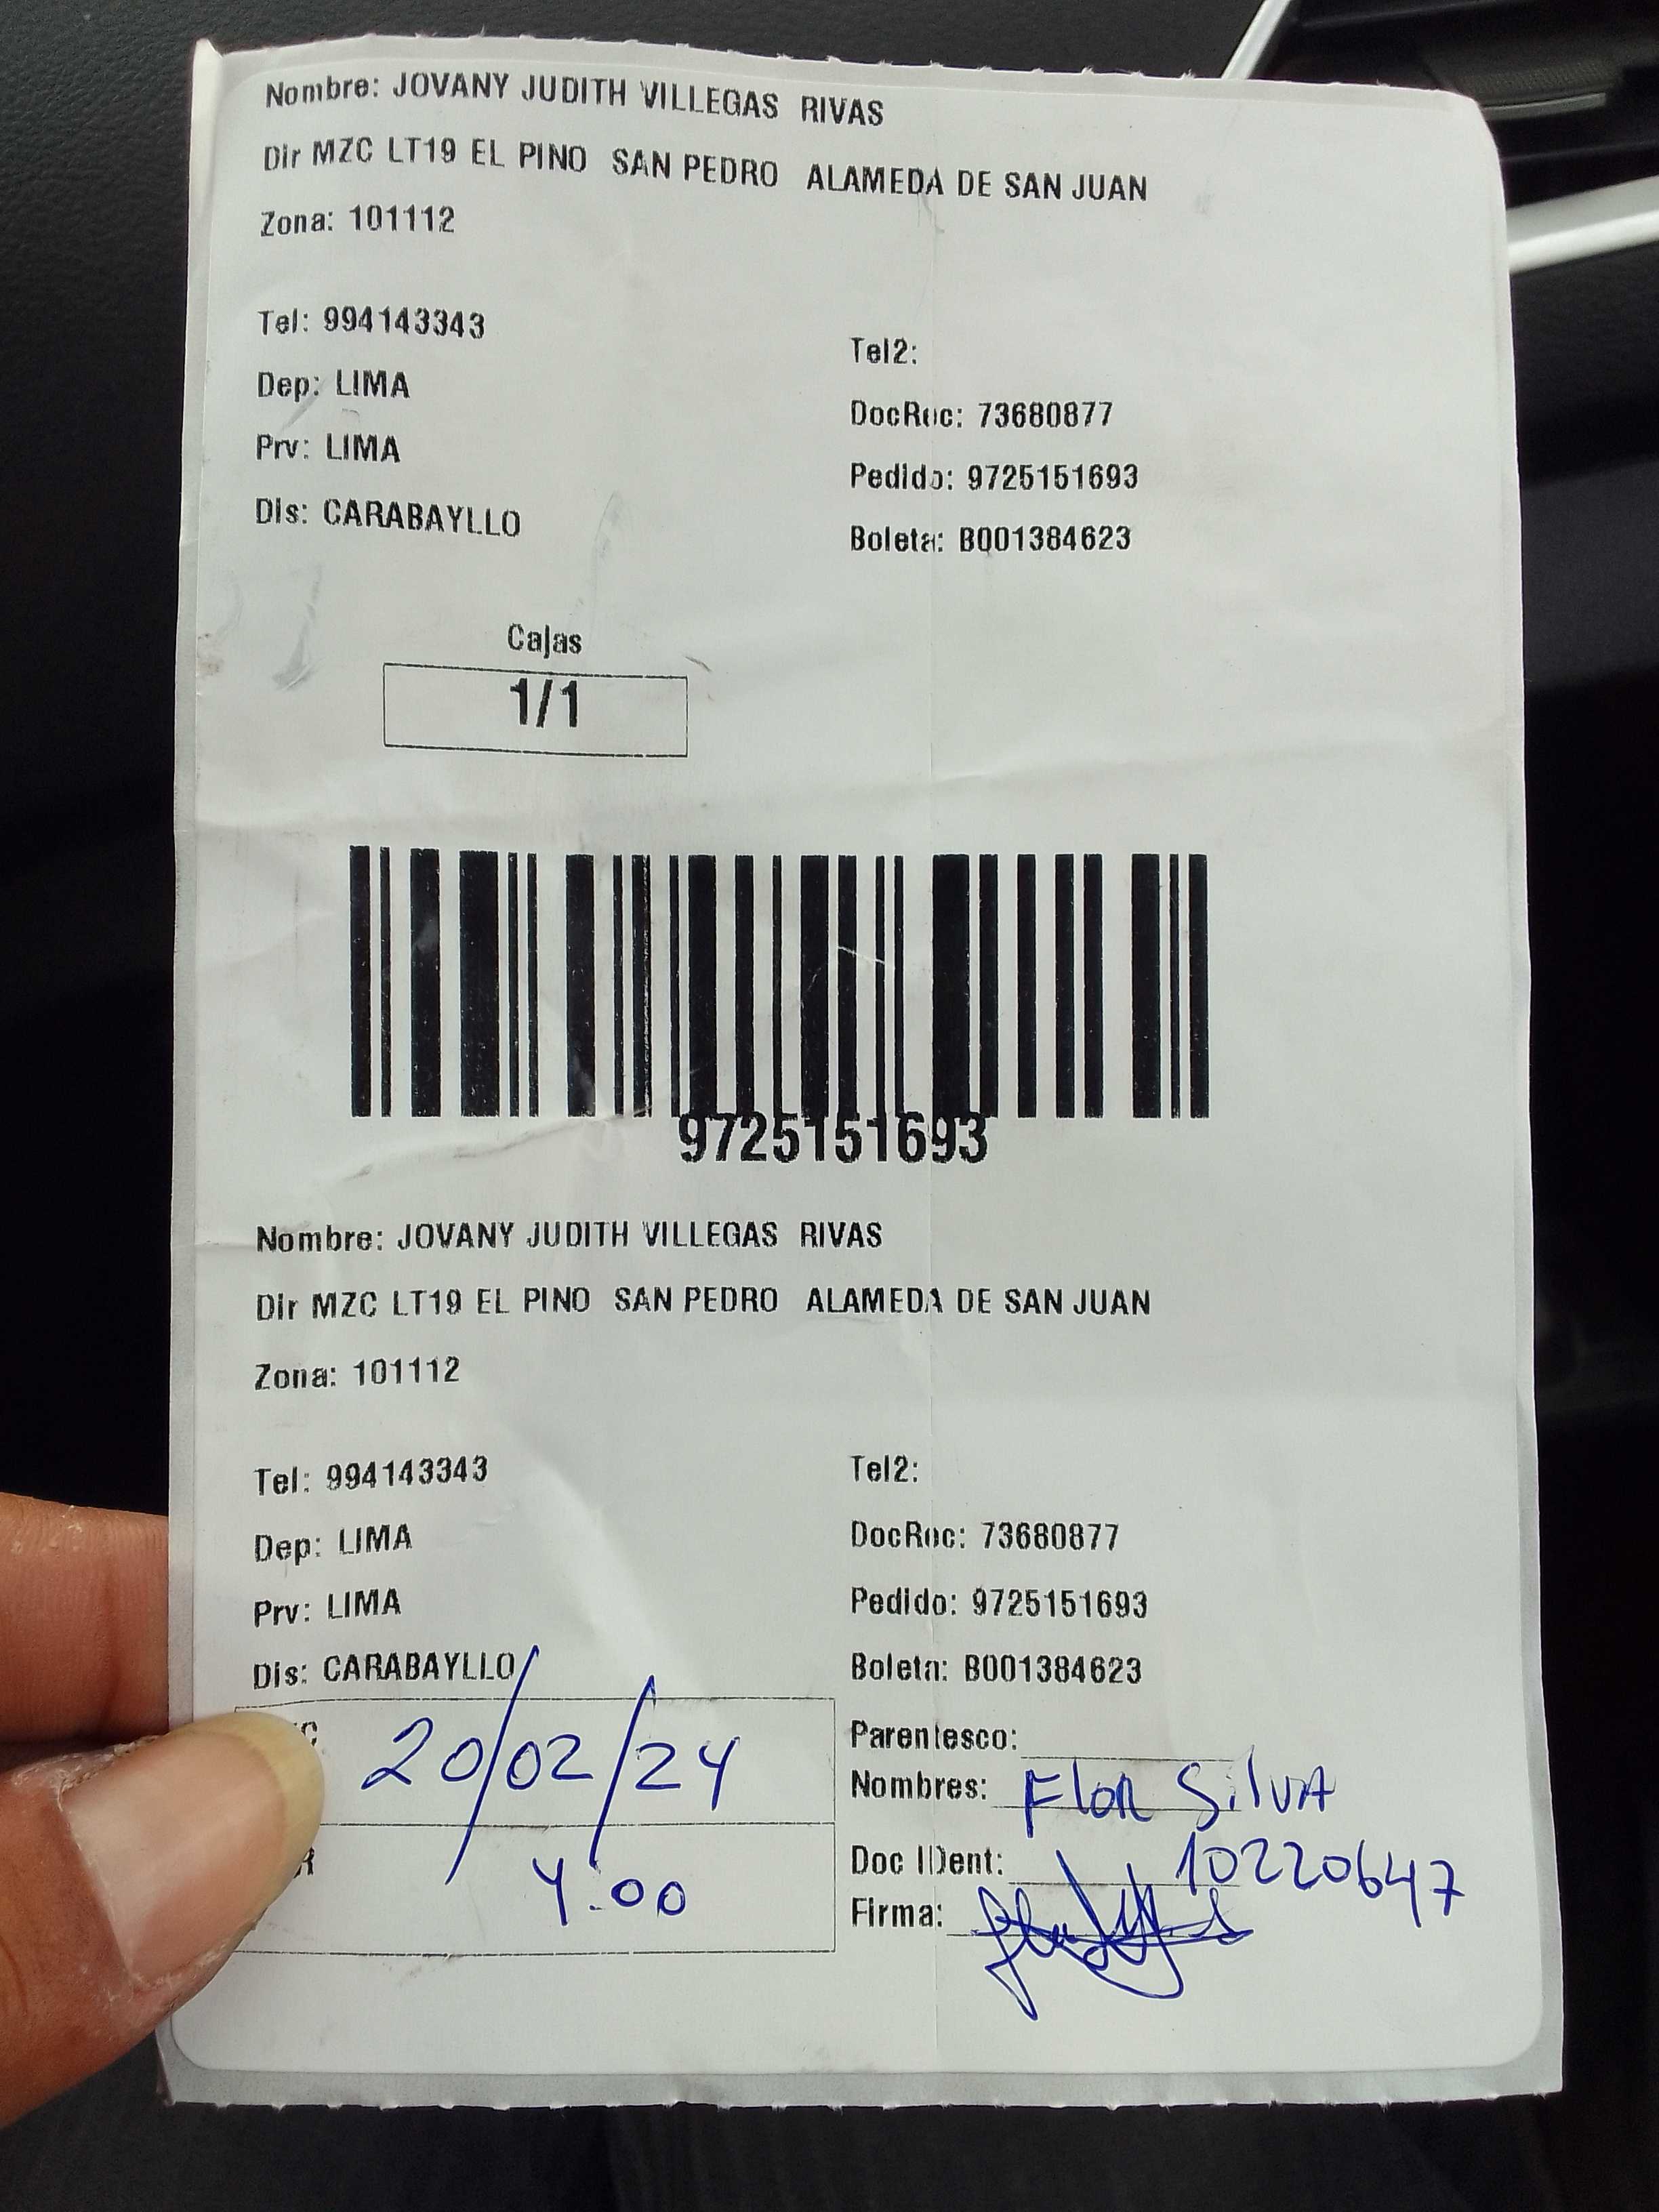 Nombre: JOVANY JUDITH VILLEGAS RIVAS
Dir MZC LT19 EL PINO SAN PEDRO ALAMEDA DE SAN JUAN
Zona: 101112
Tel: 994143343
Tel2:
Dep: LIMA
DocRec: 73680877
Prv: LIMA
Pedido: 9725151693
Dis: CARABAYLLO
Boleta: B001384623
Cajas
1/1
9725151693
Nombre: JOVANY JUDITH VILLEGAS RIVAS
Dir MZC LT19 EL PINO SAN PEDRO ALAMEDA DE SAN JUAN
Zona: 101112
Tel: 994143343
Tel2:
Dep: LIMA
DocRec: 73680877
Prv: LIMA
Pedido: 9725151693
Dis: CARABAYLLO
Boleta: B001384623
20/02/24
Parentesco:
Nombres: Flor Silva
4:00
Doc IDent: 10220647
Firma: